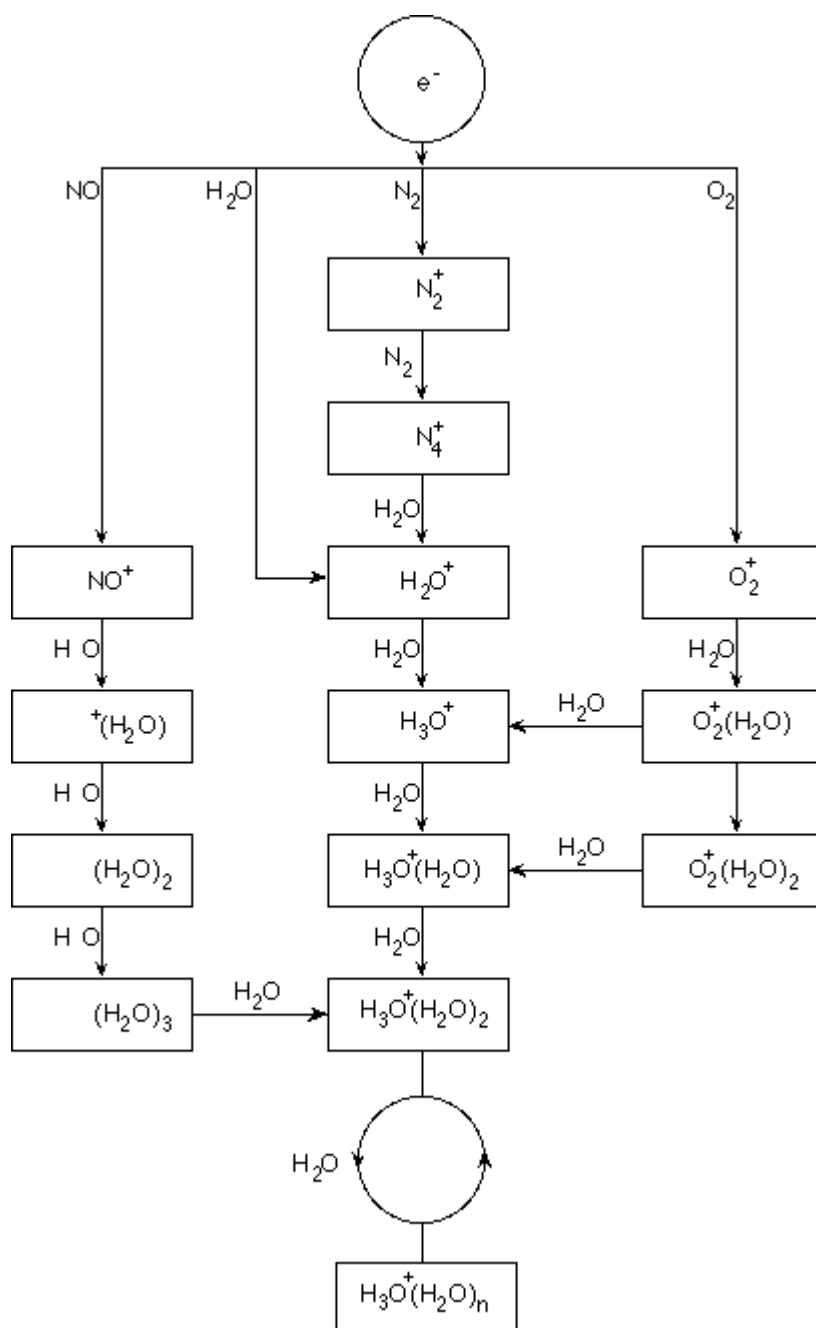 e⁻
NO
H₂O
N₂
O₂
N₂⁺
N₂
N₄⁺
H₂O
NO⁺
H₂O⁺
O₂⁺
H O
H₂O
H₂O
⁺(H₂O)
H₃O⁺
H₂O
O₂⁺(H₂O)
H O
H₂O
(H₂O)₂
H₃O⁺(H₂O)
H₂O
O₂⁺(H₂O)₂
H O
H₂O
(H₂O)₃
H₂O
H₃O⁺(H₂O)₂
H₂O
H₃O⁺(H₂O)ₙ